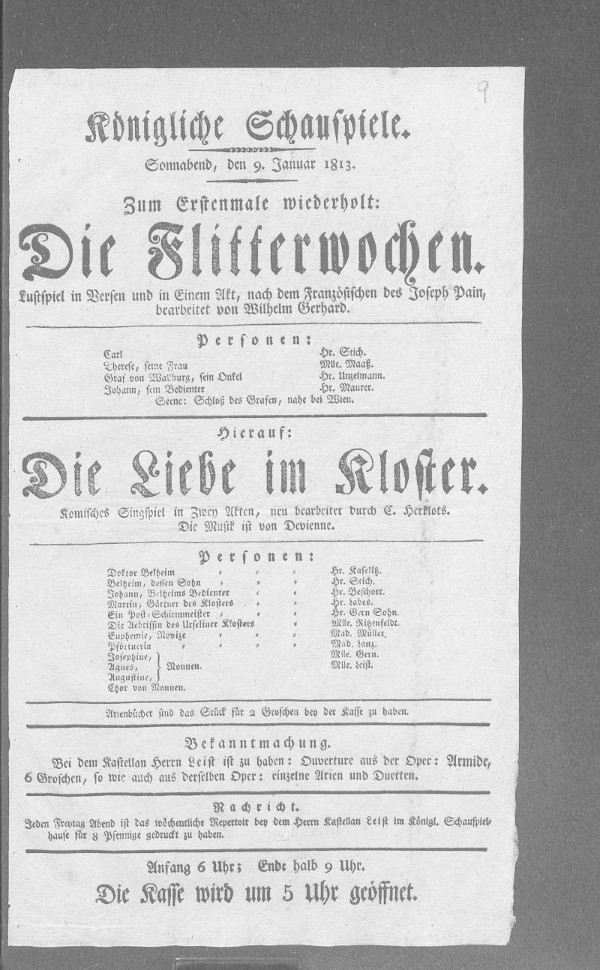 9
Königliche Schauspiele.
Sonnabend, den 9. Januar 1813.
Zum Erstenmale wiederholt:
Die Flitterwochen.
Lustspiel in Versen und in Einem Akt, nach dem Französischen des Joseph Pain,
bearbeitet von Wilhelm Gerhard.
Personen:
Carl Hr. Stich.
Therese, seine Frau Mlle. Maaß.
Graf von Walburg, sein Onkel Hr. Unzelmann.
Johann, sein Bedienter Hr. Maurer.
Scene: Schloß des Grafen, nahe bei Wien.
Hierauf:
Die Liebe im Kloster.
Komisches Singspiel in Zwey Akten, neu bearbeitet durch C. Herklots.
Die Musik ist von Devienne.
Personen:
Doktor Belheim Hr. Kaselitz.
Belheim, dessen Sohn Hr. Stich.
Johann, Belheims Bedienter Hr. Beschort.
Martin, Gärtner des Klosters Hr. Labes.
Ein Post-Schirrmeister Hr. Gern Sohn.
Die Aebtissin des Urseliner Klosters Mlle. Ritzenfeldt.
Euphemie, Novize Mad. Müller.
Pförtnerin Mad. Lanz.
Josephine, Mlle. Gern.
Agnes, Nonnen. Mlle. Leist.
Augustine,
Chor von Nonnen.
Arienbücher sind das Stück für 2 Groschen bey der Kasse zu haben.
Bekanntmachung.
Bei dem Kastellan Herrn Leist ist zu haben: Ouverture aus der Oper: Armide,
6 Groschen, so wie auch aus derselben Oper: einzelne Arien und Duetten.
Nachricht.
Jeden Freytag Abend ist das wöchentliche Repertoir bey dem Herrn Kastellan Leist im Königl. Schauspiel-
hause für 8 Pfennige gedruckt zu haben.
Anfang 6 Uhr; Ende halb 9 Uhr.
Die Kasse wird um 5 Uhr geöffnet.